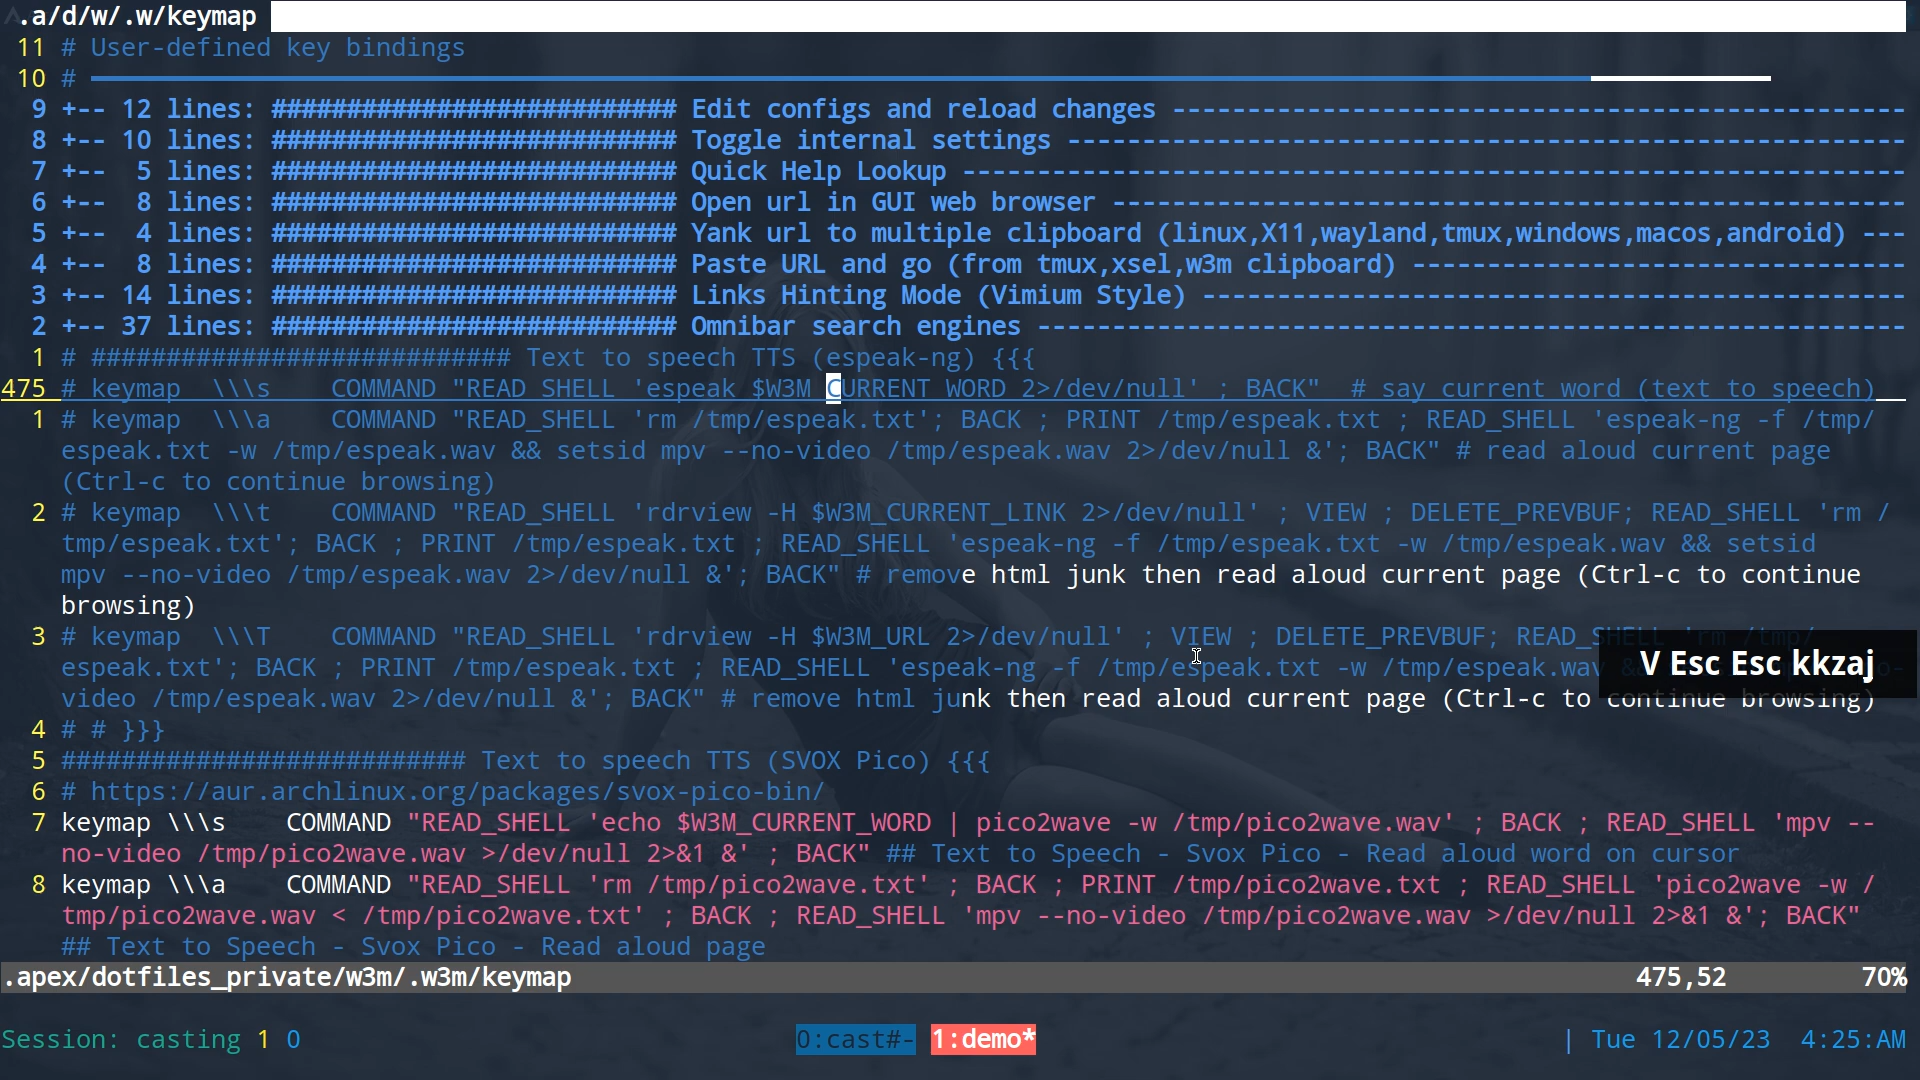 .a/d/w/.w/keymap
11 # User-defined key bindings
10 #
9 +-- 12 lines: ########################### Edit configs and reload changes -------------------------------------------------
8 +-- 10 lines: ########################### Toggle internal settings --------------------------------------------------------
7 +--  5 lines: ########################### Quick Help Lookup ---------------------------------------------------------------
6 +--  8 lines: ########################### Open url in GUI web browser -----------------------------------------------------
5 +--  4 lines: ########################### Yank url to multiple clipboard (linux,X11,wayland,tmux,windows,macos,android) ---
4 +--  8 lines: ########################### Paste URL and go (from tmux,xsel,w3m clipboard) ---------------------------------
3 +-- 14 lines: ########################### Links Hinting Mode (Vimium Style) -----------------------------------------------
2 +-- 37 lines: ########################### Omnibar search engines ----------------------------------------------------------
1 # ############################ Text to speech TTS (espeak-ng) {{{
475 # keymap  \\\s    COMMAND "READ_SHELL 'espeak $W3M_CURRENT_WORD 2>/dev/null' ; BACK"  # say current word (text to speech)
1 # keymap  \\\a    COMMAND "READ_SHELL 'rm /tmp/espeak.txt'; BACK ; PRINT /tmp/espeak.txt ; READ_SHELL 'espeak-ng -f /tmp/
espeak.txt -w /tmp/espeak.wav && setsid mpv --no-video /tmp/espeak.wav 2>/dev/null &'; BACK" # read aloud current page
(Ctrl-c to continue browsing)
2 # keymap  \\\t    COMMAND "READ_SHELL 'rdrview -H $W3M_CURRENT_LINK 2>/dev/null' ; VIEW ; DELETE_PREVBUF; READ_SHELL 'rm /
tmp/espeak.txt'; BACK ; PRINT /tmp/espeak.txt ; READ_SHELL 'espeak-ng -f /tmp/espeak.txt -w /tmp/espeak.wav && setsid
mpv --no-video /tmp/espeak.wav 2>/dev/null &'; BACK" # remove html junk then read aloud current page (Ctrl-c to continue
browsing)
3 # keymap  \\\T    COMMAND "READ_SHELL 'rdrview -H $W3M_URL 2>/dev/null' ; VIEW ; DELETE_PREVBUF; READ_SHELL 'rm /tmp/
espeak.txt'; BACK ; PRINT /tmp/espeak.txt ; READ_SHELL 'espeak-ng -f /tmp/espeak.txt -w /tmp/espeak.wav
V Esc Esc kkzaj
video /tmp/espeak.wav 2>/dev/null &'; BACK" # remove html junk then read aloud current page (Ctrl-c to continue browsing)
4 # # }}}
5 ########################### Text to speech TTS (SVOX Pico) {{{
6 # https://aur.archlinux.org/packages/svox-pico-bin/
7 keymap \\\s    COMMAND "READ_SHELL 'echo $W3M_CURRENT_WORD | pico2wave -w /tmp/pico2wave.wav' ; BACK ; READ_SHELL 'mpv --
no-video /tmp/pico2wave.wav >/dev/null 2>&1 &' ; BACK" ## Text to Speech - Svox Pico - Read aloud word on cursor
8 keymap \\\a    COMMAND "READ_SHELL 'rm /tmp/pico2wave.txt' ; BACK ; PRINT /tmp/pico2wave.txt ; READ_SHELL 'pico2wave -w /
tmp/pico2wave.wav < /tmp/pico2wave.txt' ; BACK ; READ_SHELL 'mpv --no-video /tmp/pico2wave.wav >/dev/null 2>&1 &'; BACK"
## Text to Speech - Svox Pico - Read aloud page
.apex/dotfiles_private/w3m/.w3m/keymap 475,52 70%
Session: casting 1 0 0:cast#- 1:demo* | Tue 12/05/23  4:25:AM